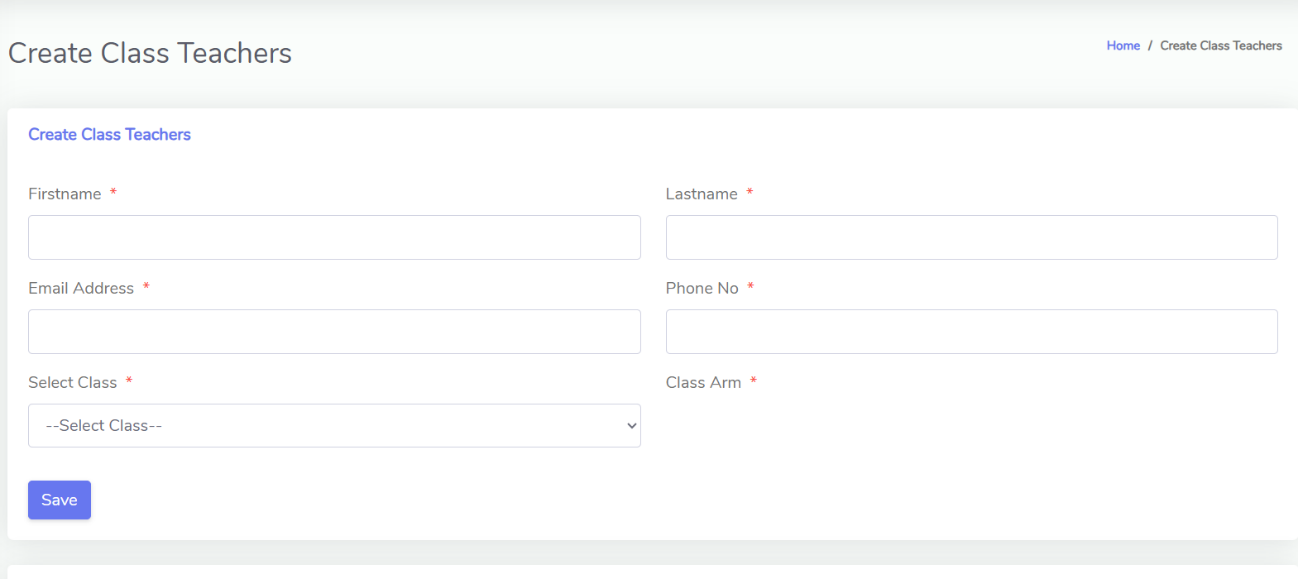 Create Class Teachers
Home / Create Class Teachers
Create Class Teachers
Firstname *
Lastname *
Email Address *
Phone No *
Select Class *
Class Arm *
--Select Class--
Save